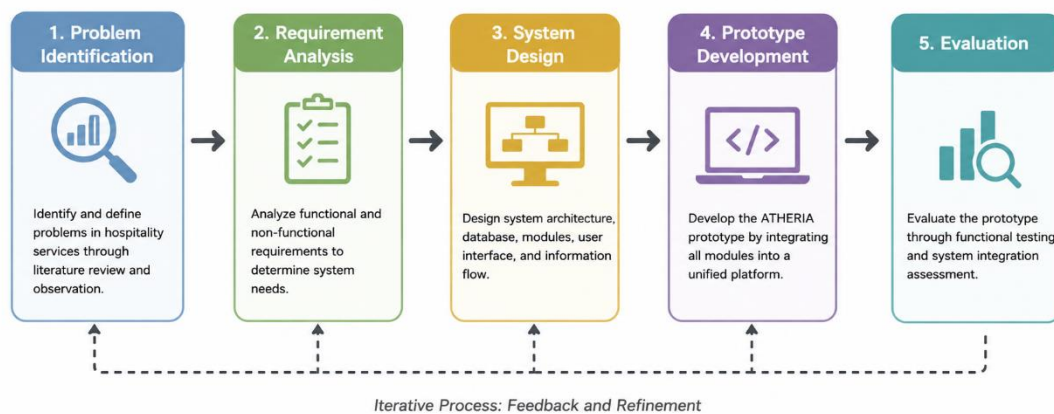 1. Problem
Identification
Identify and define
problems in hospitality
services through
literature review and
observation.
2. Requirement
Analysis
Analyze functional and
non-functional
requirements to
determine system
needs.
3. System
Design
Design system architecture,
database, modules, user
interface, and information
flow.
4. Prototype
Development
</>
Develop the ATHERIA
prototype by integrating
all modules into a
unified platform.
5. Evaluation
Evaluate the prototype
through functional testing
and system integration
assessment.
Iterative Process: Feedback and Refinement